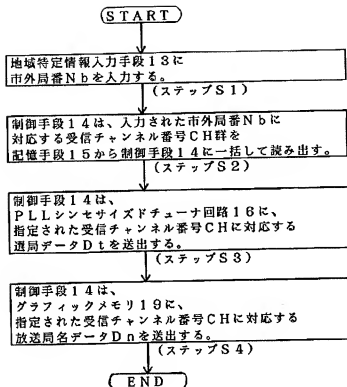 START
地域特定情報入力手段13に
市外局番Nbを入力する。
(ステップS1)
制御手段14は、入力された市外局番Nbに
対応する受信チャンネル番号CH群を
記憶手段15から制御手段14に一括して読み出す。
(ステップS2)
制御手段14は、
PLLシンセサイズドチューナ回路16に、
指定された受信チャンネル番号CHに対応する
選局データDtを送出する。
(ステップS3)
制御手段14は、
グラフィックメモリ19に、
指定された受信チャンネル番号CHに対応する
放送局名データDnを送出する。
(ステップS4)
END